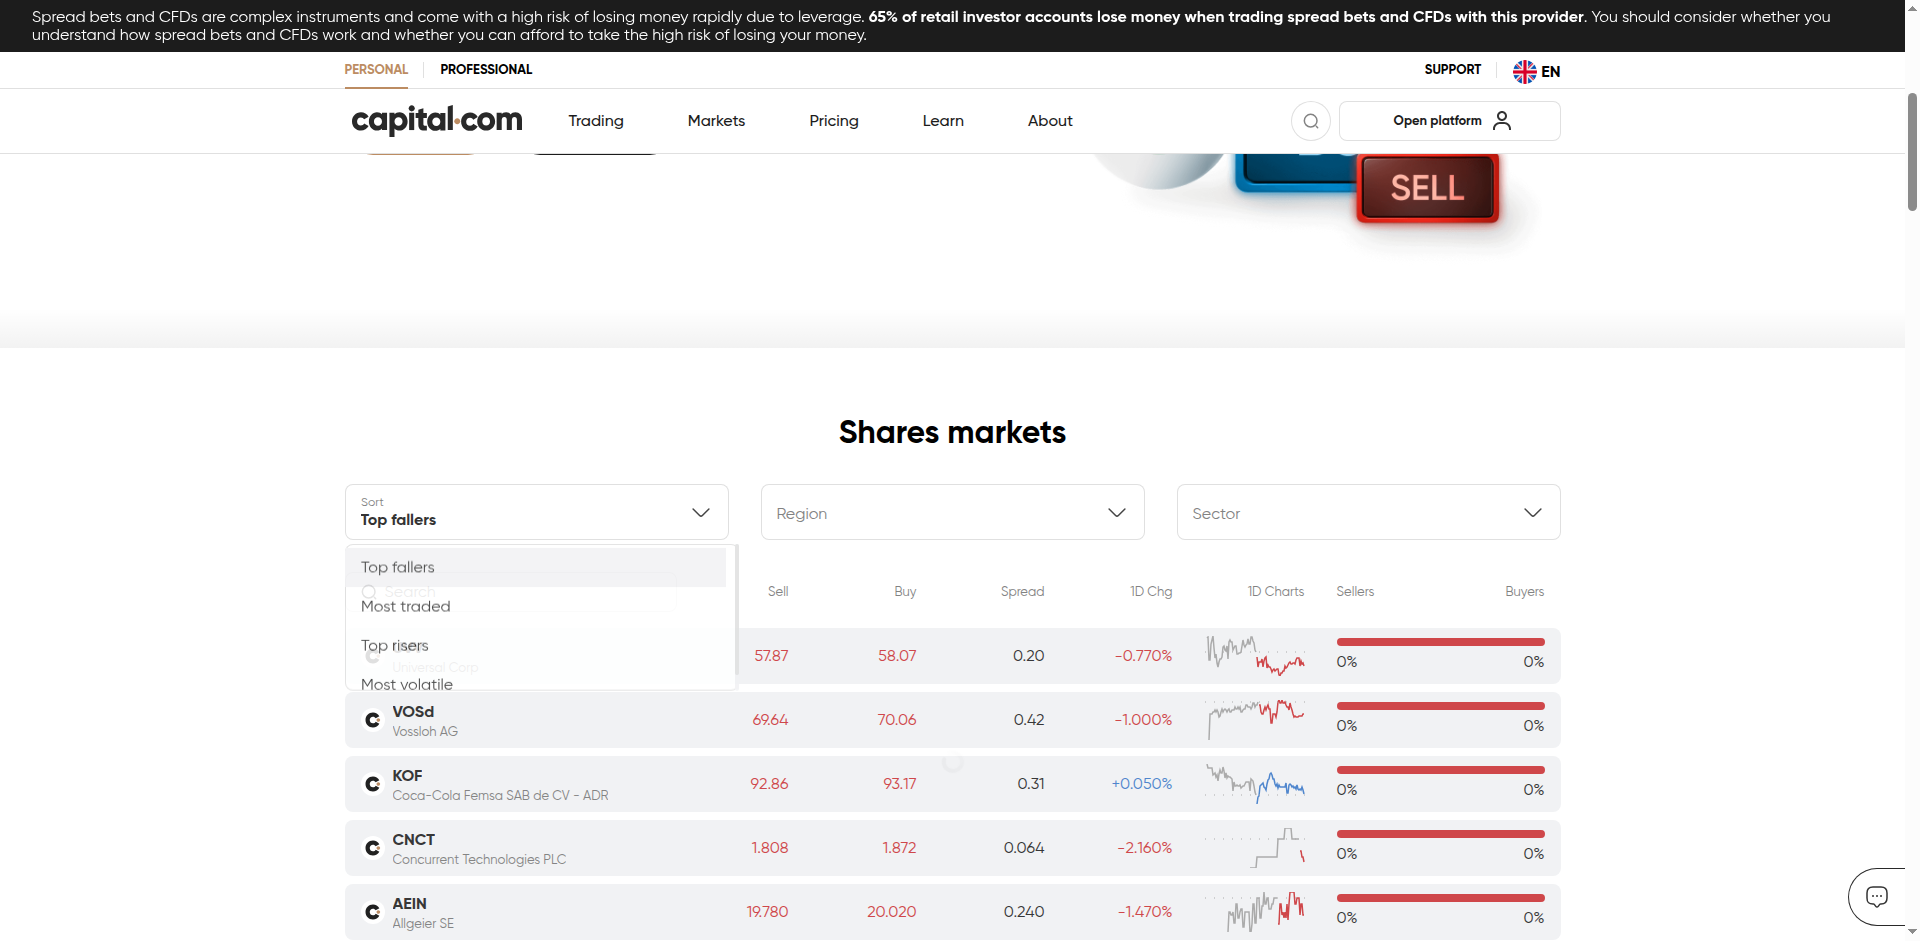 Spread bets and CFDs are complex instruments and come with a high risk of losing money rapidly due to leverage. 65% of retail investor accounts lose money when trading spread bets and CFDs with this provider. You should consider whether you
understand how spread bets and CFDs work and whether you can afford to take the high risk of losing your money.
PERSONAL PROFESSIONAL SUPPORT EN
capital.com Trading Markets Pricing Learn About Open platform
SELL
Shares markets
Sort
Top fallers
Region
Sector
Top fallers
Search
Sell Buy Spread 1D Chg 1D Charts Sellers Buyers
Most traded
Top risers
57.87 58.07 0.20 -0.770% 0% 0%
Universal Corp
Most volatile
VOSd
Vossloh AG
69.64 70.06 0.42 -1.000% 0% 0%
KOF
Coca-Cola Femsa SAB de CV - ADR
92.86 93.17 0.31 +0.050% 0% 0%
CNCT
Concurrent Technologies PLC
1.808 1.872 0.064 -2.160% 0% 0%
AEIN
Allgeier SE
19.780 20.020 0.240 -1.470% 0% 0%